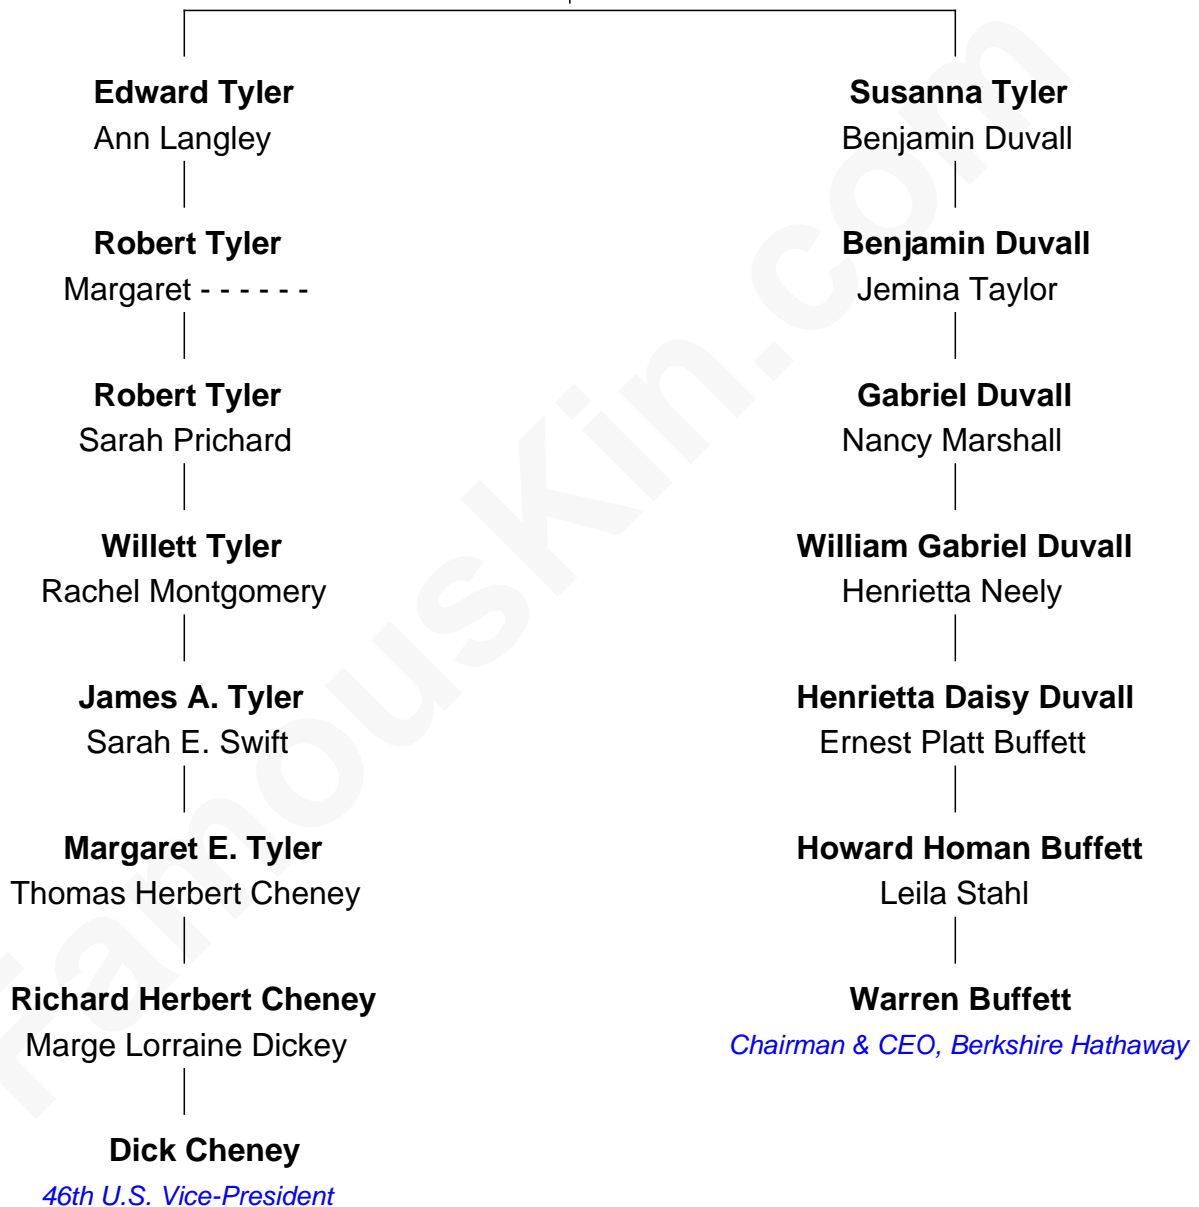 Edward Tyler
Ann Langley
Robert Tyler
Margaret - - - - - -
Robert Tyler
Sarah Prichard
Willett Tyler
Rachel Montgomery
James A. Tyler
Sarah E. Swift
Margaret E. Tyler
Thomas Herbert Cheney
Richard Herbert Cheney
Marge Lorraine Dickey
Dick Cheney
46th U.S. Vice-President
Susanna Tyler
Benjamin Duvall
Benjamin Duvall
Jemina Taylor
Gabriel Duvall
Nancy Marshall
William Gabriel Duvall
Henrietta Neely
Henrietta Daisy Duvall
Ernest Platt Buffett
Howard Homan Buffett
Leila Stahl
Warren Buffett
Chairman & CEO, Berkshire Hathaway
FamousKin.com